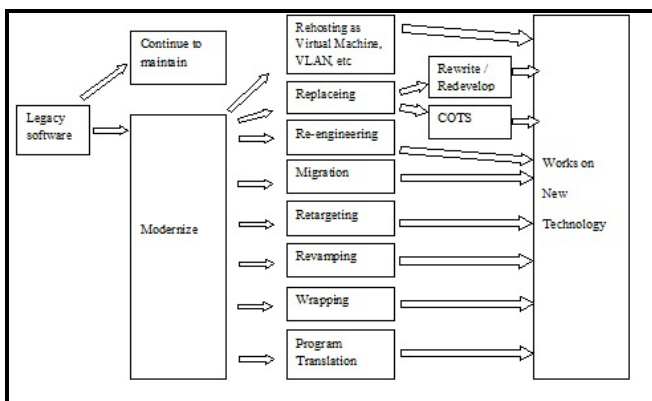 Legacy
software
Continue to
maintain
Modernize
Rehosting as
Virtual Machine,
VLAN, etc
Replaceing
Re-engineering
Migration
Retargeting
Revamping
Wrapping
Program
Translation
Rewrite /
Redevelop
COTS
Works on
New
Technology